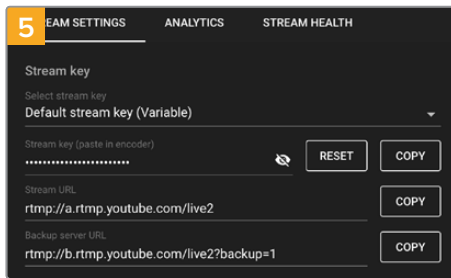 5
EAM SETTINGS ANALYTICS STREAM HEALTH
Stream key
Select stream key
Default stream key (Variable)
Stream key (paste in encoder)
•••••••••••••••••••••••• RESET COPY
Stream URL
rtmp://a.rtmp.youtube.com/live2 COPY
Backup server URL
rtmp://b.rtmp.youtube.com/live2?backup=1 COPY